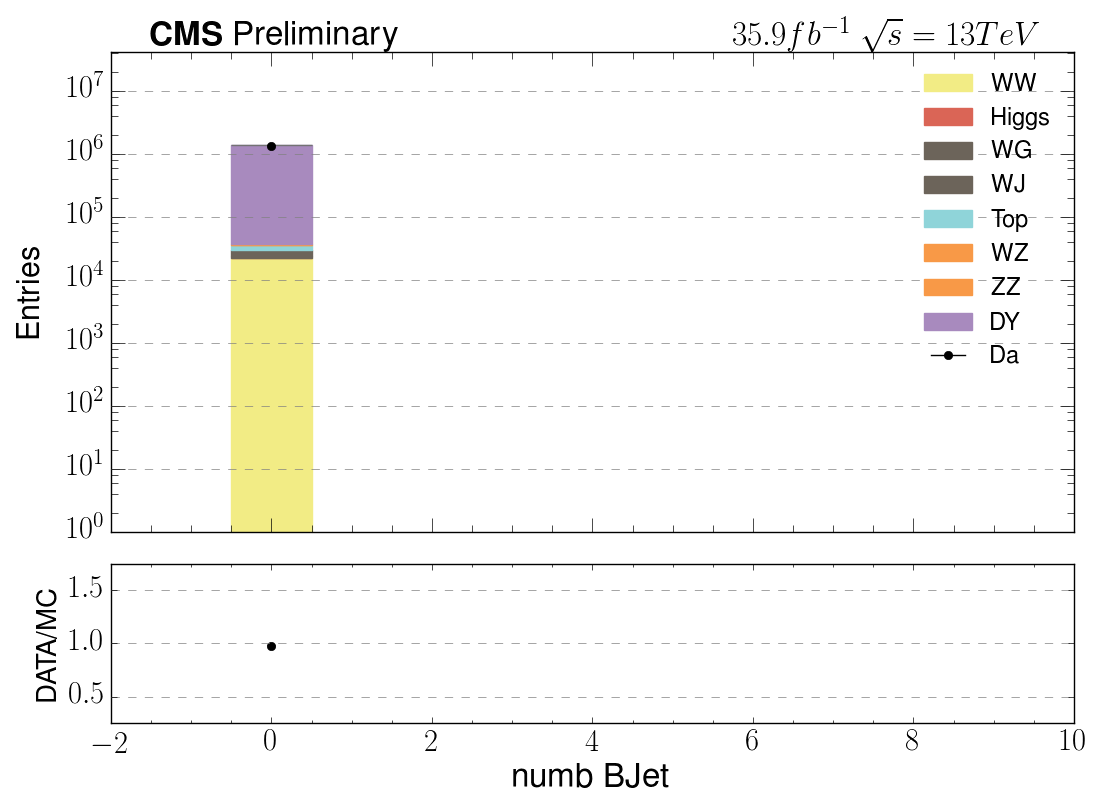 CMS Preliminary
35.9fb⁻¹ √s = 13TeV
Entries
10⁷
10⁶
10⁵
10⁴
10³
10²
10¹
10⁰
WW
Higgs
WG
WJ
Top
WZ
ZZ
DY
Da
DATA/MC
1.5
1.0
0.5
−2 0 2 4 6 8 10
numb BJet